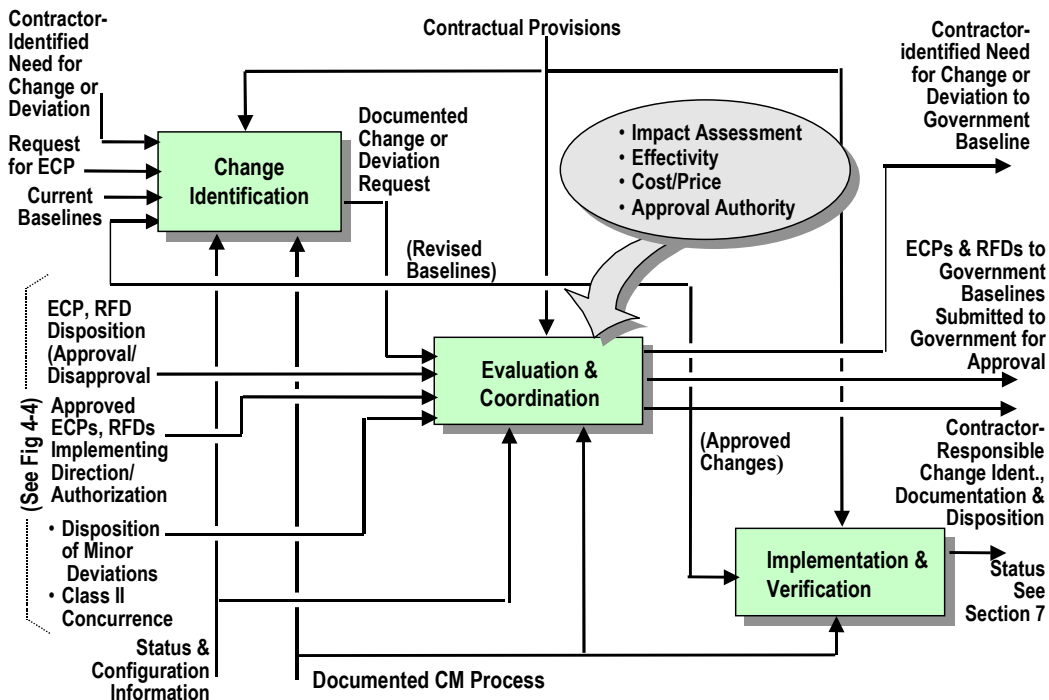 Contractor-
Identified
Need for
Change or
Deviation
Request
for ECP
Current
Baselines
Contractual Provisions
Change
Identification
Documented
Change or
Deviation
Request
• Impact Assessment
• Effectivity
• Cost/Price
• Approval Authority
Contractor-
identified Need
for Change or
Deviation to
Government
Baseline
(Revised
Baselines)
ECPs & RFDs to
Government
Baselines
Submitted to
Government for
Approval
(See Fig 4-4)
ECP, RFD
Disposition
(Approval/
Disapproval
Approved
ECPs, RFDs
Implementing
Direction/
Authorization
• Disposition
of Minor
Deviations
• Class II
Concurrence
Evaluation &
Coordination
(Approved
Changes)
Contractor-
Responsible
Change Ident.,
Documentation &
Disposition
Implementation &
Verification
Status
See
Section 7
Status &
Configuration
Information
Documented CM Process